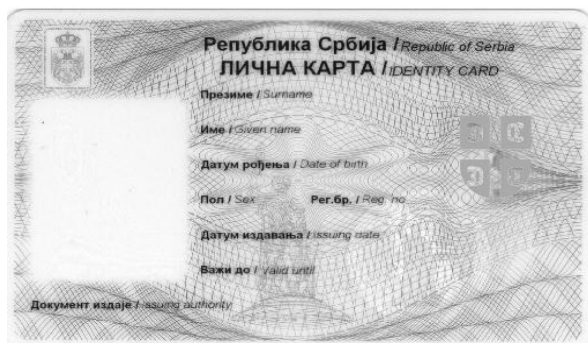 Република Србија / Republic of Serbia
ЛИЧНА КАРТА / IDENTITY CARD
Презиме / Surname
Име / Given name
Датум рођења / Date of birth
Пол / Sex Рег.бр. / Reg. no
Датум издавања / Issuing date
Важи до / Valid until
Документ издаје / Issuing authority